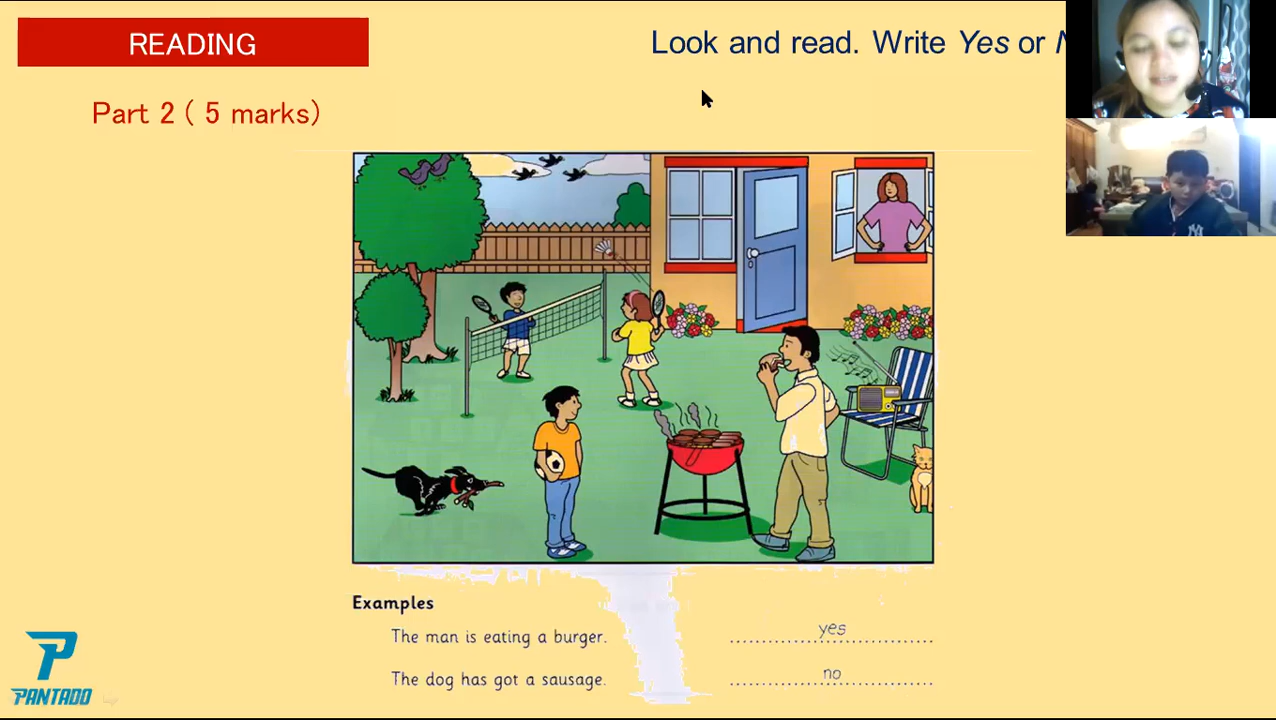 READING
Look and read. Write Yes or
Part 2 ( 5 marks)
Examples
The man is eating a burger. yes
The dog has got a sausage. no
PANTADO